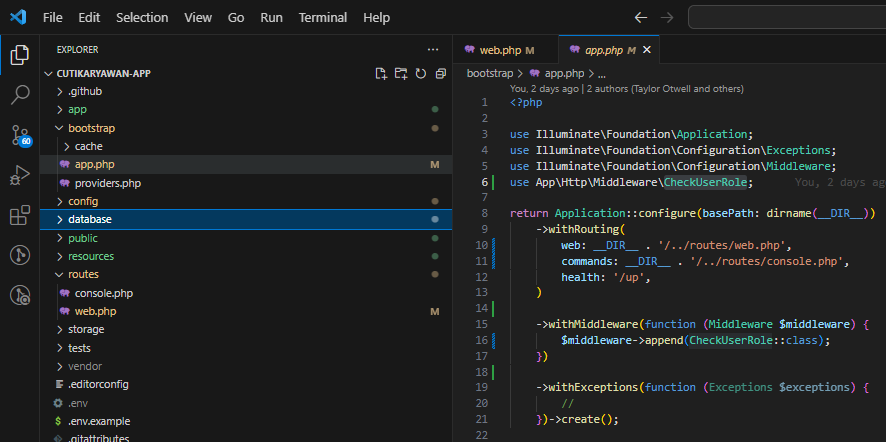 File Edit Selection View Go Run Terminal Help
EXPLORER
CUTIKARYAWAN-APP
.github
app
bootstrap
cache
app.php M
providers.php
config
database
public
resources
routes
console.php
web.php M
storage
tests
vendor
.editorconfig
.env
.env.example
.gitattributes
60
web.php M app.php M
bootstrap > app.php > ...
You, 2 days ago | 2 authors (Taylor Otwell and others)
1 <?php
2
3 use Illuminate\Foundation\Application;
4 use Illuminate\Foundation\Configuration\Exceptions;
5 use Illuminate\Foundation\Configuration\Middleware;
6 use App\Http\Middleware\CheckUserRole; You, 2 days ag
7
8 return Application::configure(basePath: dirname(__DIR__))
9 ->withRouting(
10 web: __DIR__ . '/../routes/web.php',
11 commands: __DIR__ . '/../routes/console.php',
12 health: '/up',
13 )
14
15 ->withMiddleware(function (Middleware $middleware) {
16 $middleware->append(CheckUserRole::class);
17 })
18
19 ->withExceptions(function (Exceptions $exceptions) {
20 //
21 })->create();
22